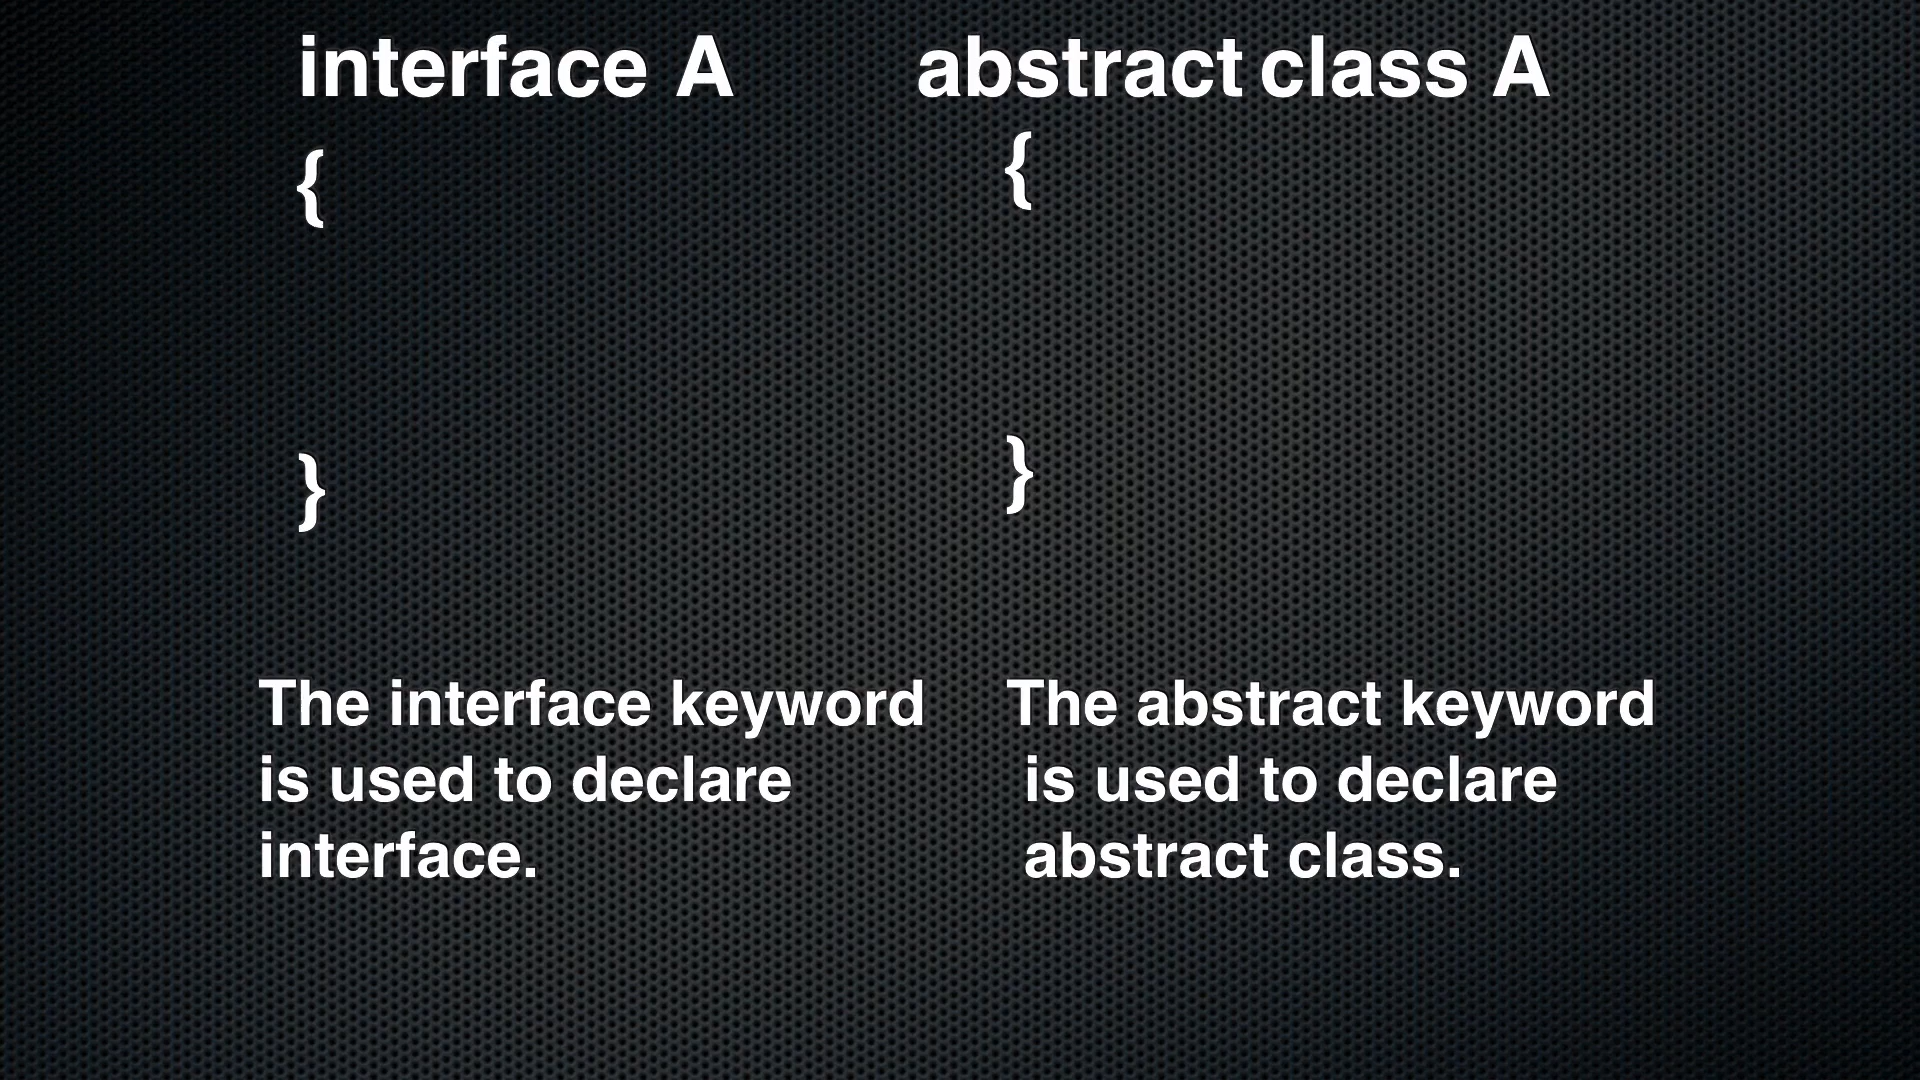 interface A
{
}
The interface keyword
is used to declare
interface.
abstract class A
{
}
The abstract keyword
is used to declare
abstract class.